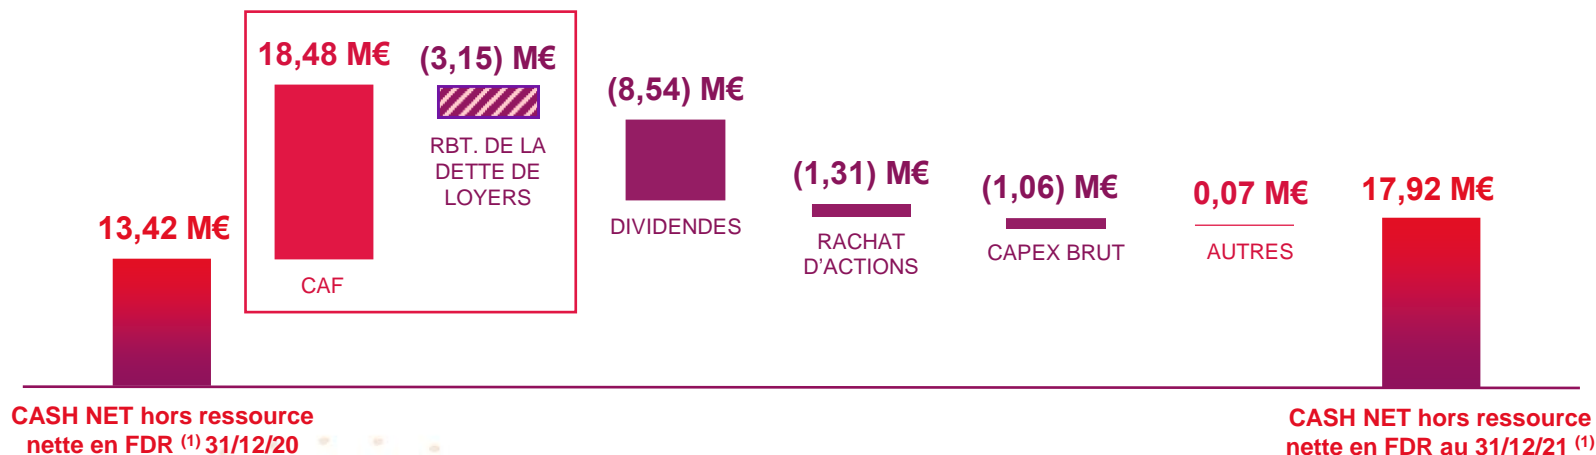 18,48 M€
(3,15) M€
RBT. DE LA
DETTE DE
LOYERS
CAF
(8,54) M€
DIVIDENDES
(1,31) M€
RACHAT
D’ACTIONS
(1,06) M€
CAPEX BRUT
0,07 M€
AUTRES
13,42 M€
17,92 M€
CASH NET hors ressource
nette en FDR (1) 31/12/20
CASH NET hors ressource
nette en FDR au 31/12/21 (1)